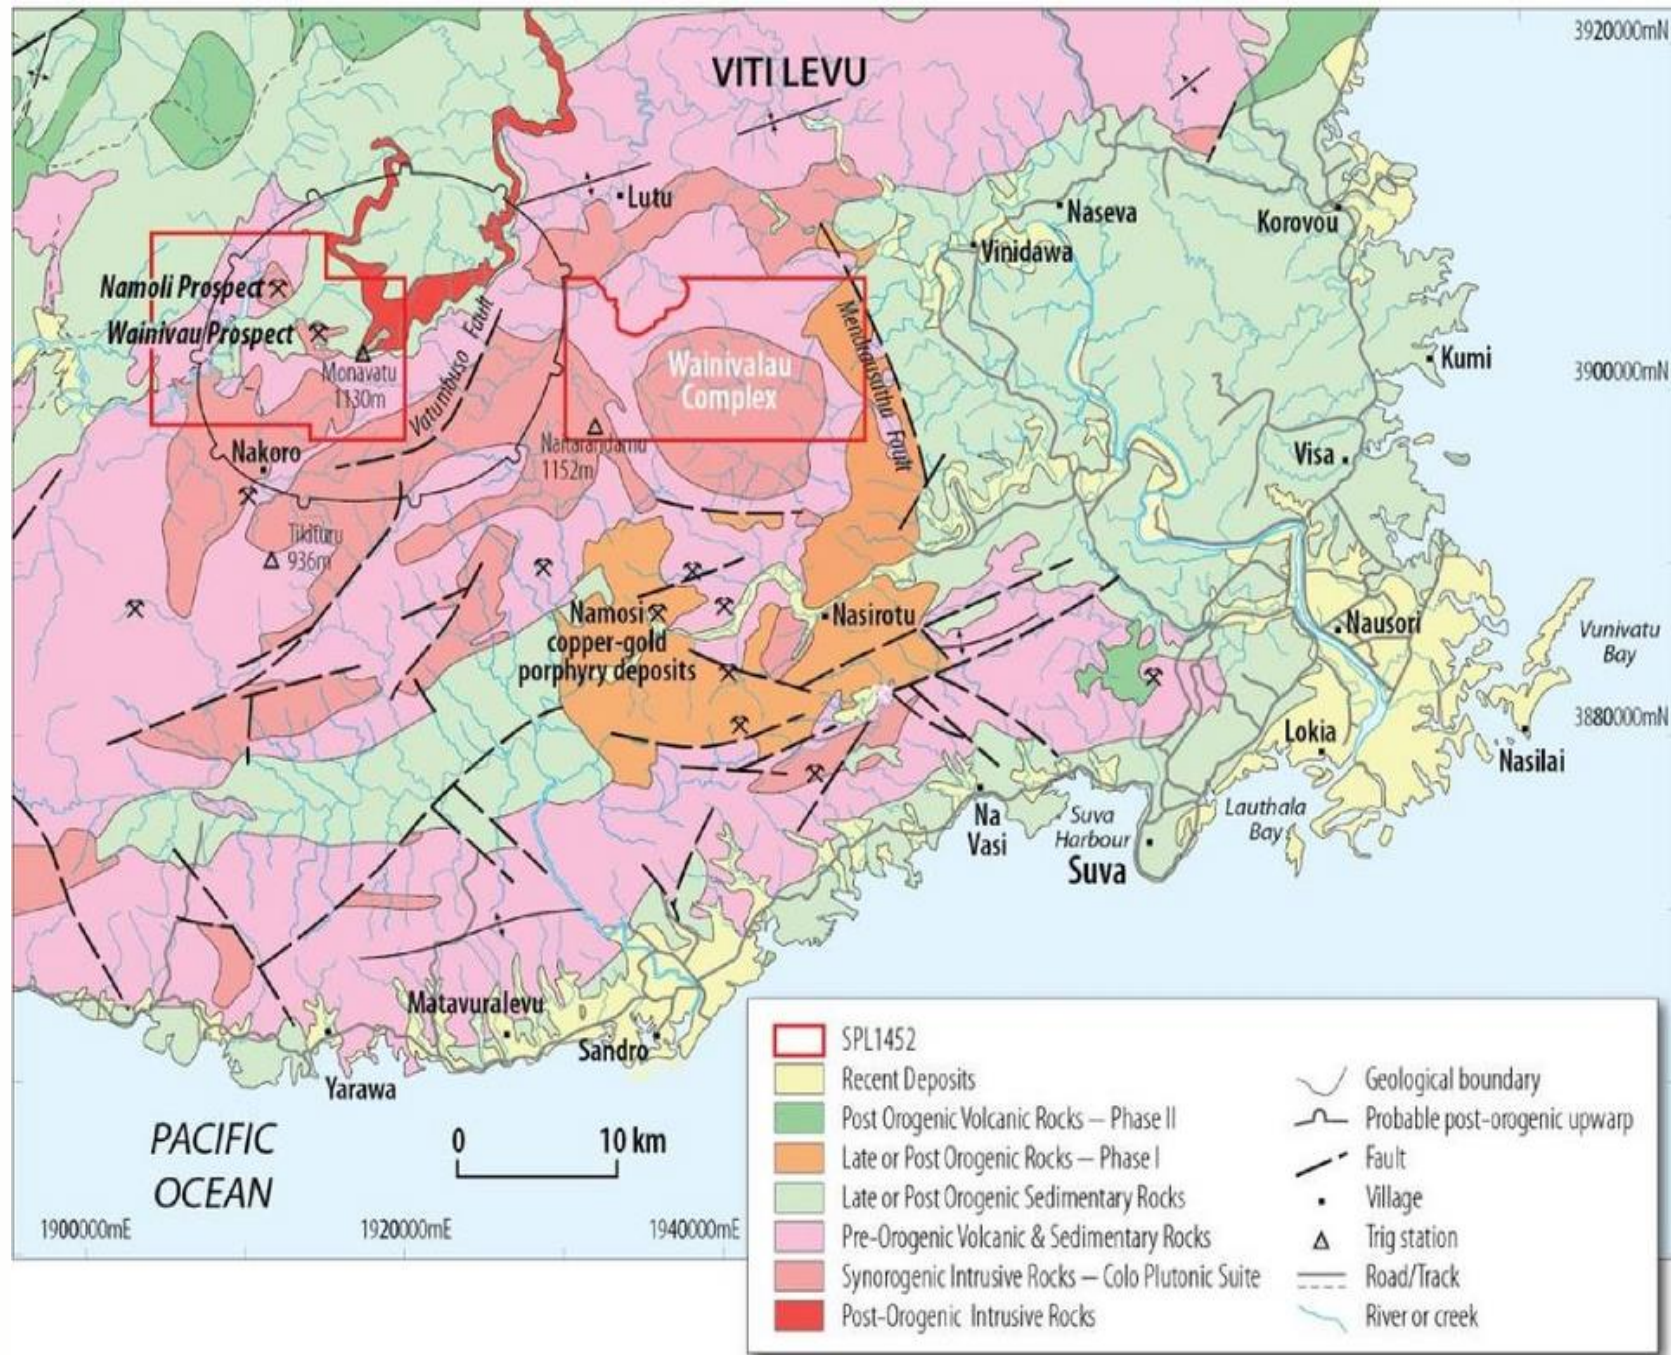 3920000mN
VITI LEVU
Lutu
Naseva
Korovou
Vinidawa
Namoli Prospect
Wainivau Prospect
Monavatu
1130m
Vatumbuso Fault
Mendrausuthu Fault
Wainivalau
Complex
Kumi
3900000mN
Nakoro
1152m
Visa
Tikituru
936m
Namosi
copper-gold
porphyry deposits
Nasirotu
Nausori
Vunivatu
Bay
3880000mN
Lokia
Nasilai
Na
Vasi
Suva
Harbour
Lauthala
Bay
Suva
Matavuralevu
Sandro
Yarawa
PACIFIC
OCEAN
0 10 km
1900000mE
1920000mE
1940000mE
SPL1452
Recent Deposits
Post Orogenic Volcanic Rocks – Phase II
Late or Post Orogenic Rocks – Phase I
Late or Post Orogenic Sedimentary Rocks
Pre-Orogenic Volcanic & Sedimentary Rocks
Synorogenic Intrusive Rocks – Colo Plutonic Suite
Post-Orogenic Intrusive Rocks
Geological boundary
Probable post-orogenic upwarp
Fault
Village
Trig station
Road/Track
River or creek